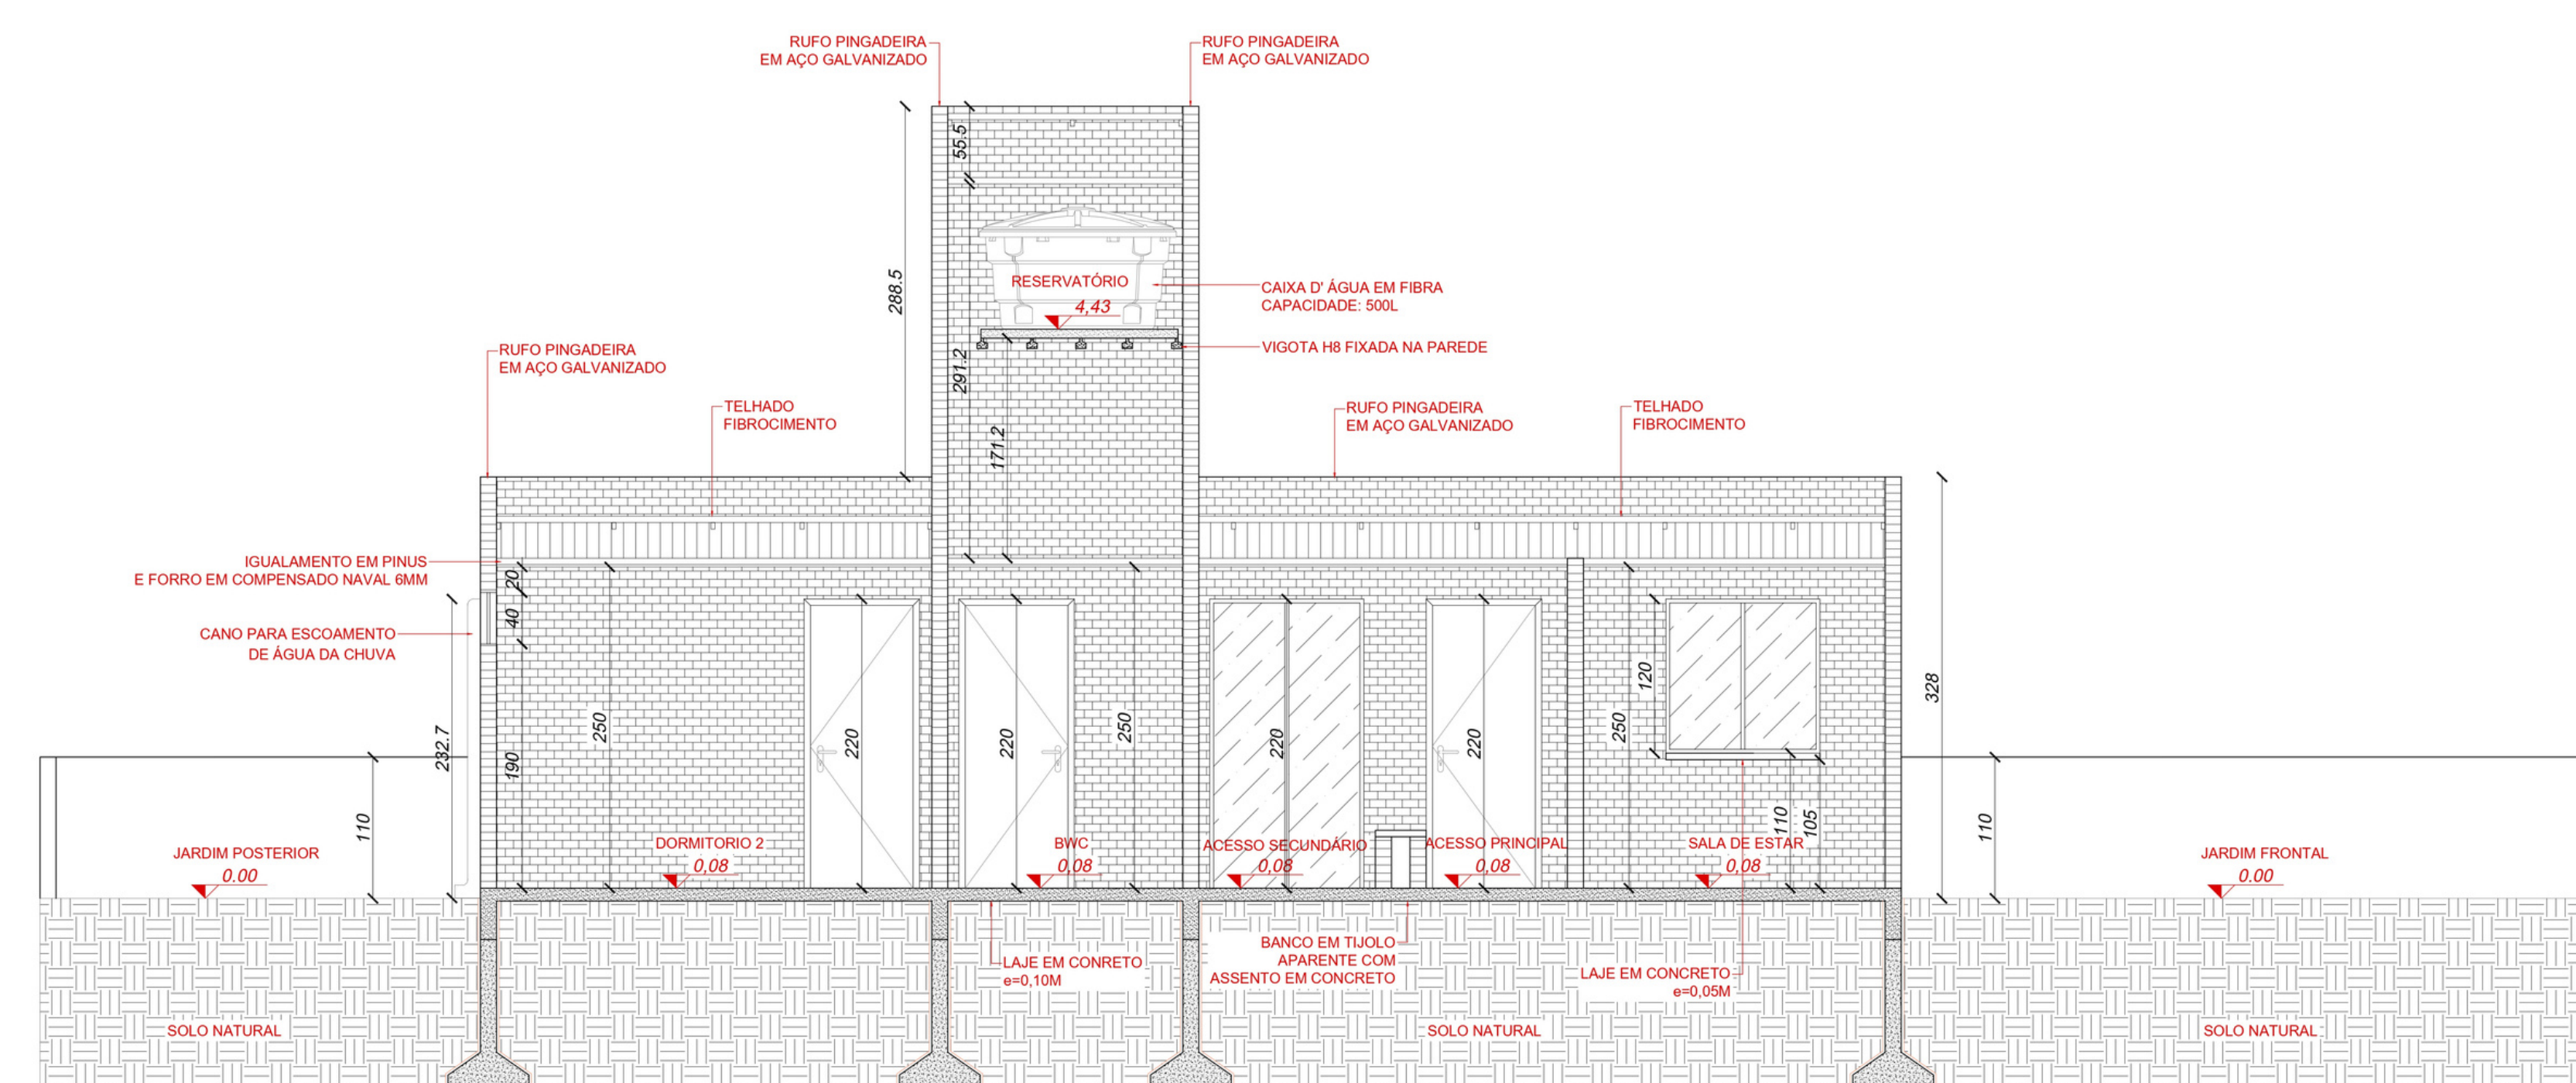 RUFO PINGADEIRA
EM AÇO GALVANIZADO
RUFO PINGADEIRA
EM AÇO GALVANIZADO
55.5
288.5
RESERVATÓRIO
4,43
CAIXA D' ÁGUA EM FIBRA
CAPACIDADE: 500L
VIGOTA H8 FIXADA NA PAREDE
291.2
171.2
RUFO PINGADEIRA
EM AÇO GALVANIZADO
TELHADO
FIBROCIMENTO
RUFO PINGADEIRA
EM AÇO GALVANIZADO
TELHADO
FIBROCIMENTO
IGUALAMENTO EM PINUS
E FORRO EM COMPENSADO NAVAL 6MM
CANO PARA ESCOAMENTO
DE ÁGUA DA CHUVA
20
40
190
232.7
250
220
220
250
220
220
250
120
110
105
328
110
110
JARDIM POSTERIOR
0.00
DORMITORIO 2
0,08
BWC
0,08
ACESSO SECUNDÁRIO
0,08
ACESSO PRINCIPAL
0,08
SALA DE ESTAR
0,08
JARDIM FRONTAL
0.00
LAJE EM CONRETO
e=0,10M
BANCO EM TIJOLO
APARENTE COM
ASSENTO EM CONCRETO
LAJE EM CONCRETO
e=0,05M
SOLO NATURAL
SOLO NATURAL
SOLO NATURAL